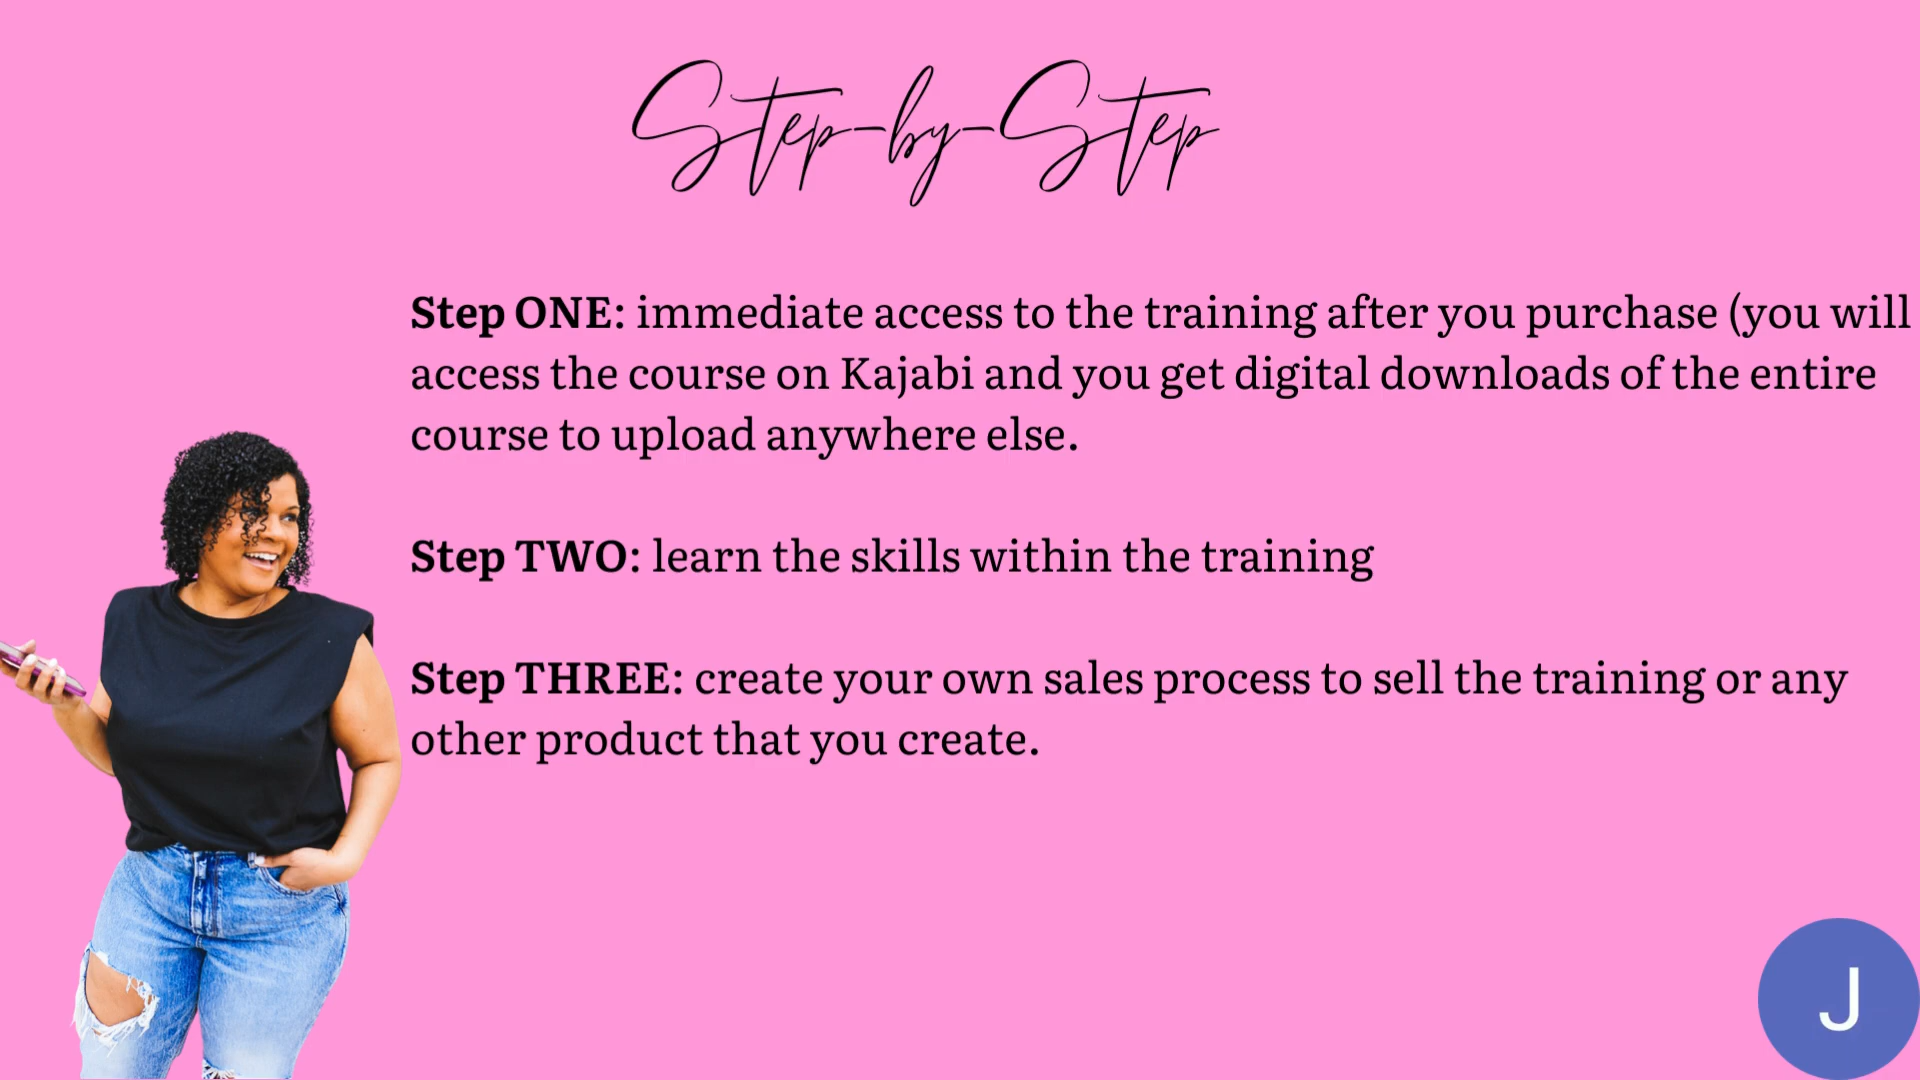 Step-by-Step
Step ONE: immediate access to the training after you purchase (you will
access the course on Kajabi and you get digital downloads of the entire
course to upload anywhere else.
Step TWO: learn the skills within the training
Step THREE: create your own sales process to sell the training or any
other product that you create.
J